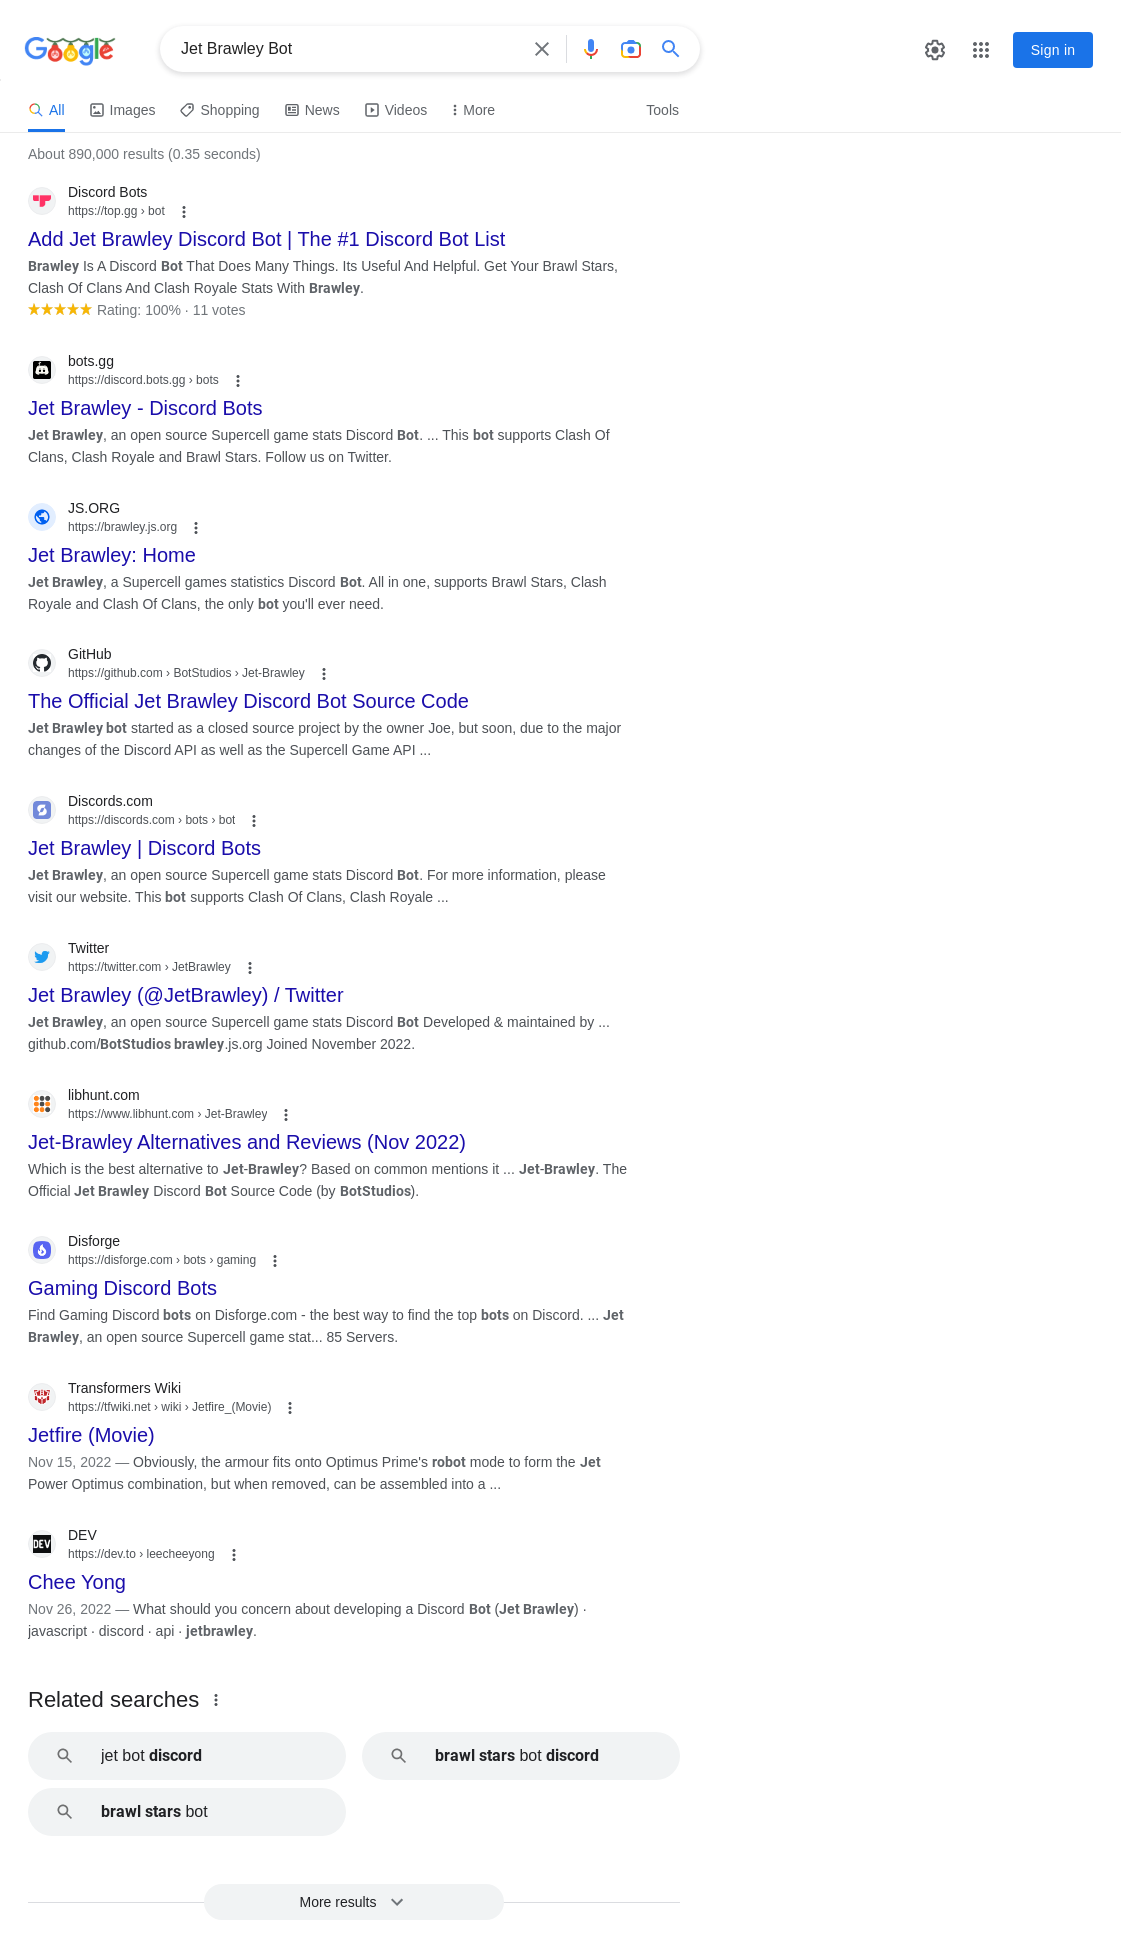 Google
Jet Brawley Bot
Sign in
All Images Shopping News Videos More Tools
About 890,000 results (0.35 seconds)
Discord Bots
https://top.gg › bot
Add Jet Brawley Discord Bot | The #1 Discord Bot List
Brawley Is A Discord Bot That Does Many Things. Its Useful And Helpful. Get Your Brawl Stars,
Clash Of Clans And Clash Royale Stats With Brawley.
Rating: 100% · 11 votes
bots.gg
https://discord.bots.gg › bots
Jet Brawley - Discord Bots
Jet Brawley, an open source Supercell game stats Discord Bot. ... This bot supports Clash Of
Clans, Clash Royale and Brawl Stars. Follow us on Twitter.
JS.ORG
https://brawley.js.org
Jet Brawley: Home
Jet Brawley, a Supercell games statistics Discord Bot. All in one, supports Brawl Stars, Clash
Royale and Clash Of Clans, the only bot you'll ever need.
GitHub
https://github.com › BotStudios › Jet-Brawley
The Official Jet Brawley Discord Bot Source Code
Jet Brawley bot started as a closed source project by the owner Joe, but soon, due to the major
changes of the Discord API as well as the Supercell Game API ...
Discords.com
https://discords.com › bots › bot
Jet Brawley | Discord Bots
Jet Brawley, an open source Supercell game stats Discord Bot. For more information, please
visit our website. This bot supports Clash Of Clans, Clash Royale ...
Twitter
https://twitter.com › JetBrawley
Jet Brawley (@JetBrawley) / Twitter
Jet Brawley, an open source Supercell game stats Discord Bot Developed & maintained by ...
github.com/BotStudios brawley.js.org Joined November 2022.
libhunt.com
https://www.libhunt.com › Jet-Brawley
Jet-Brawley Alternatives and Reviews (Nov 2022)
Which is the best alternative to Jet-Brawley? Based on common mentions it ... Jet-Brawley. The
Official Jet Brawley Discord Bot Source Code (by BotStudios).
Disforge
https://disforge.com › bots › gaming
Gaming Discord Bots
Find Gaming Discord bots on Disforge.com - the best way to find the top bots on Discord. ... Jet
Brawley, an open source Supercell game stat... 85 Servers.
Transformers Wiki
https://tfwiki.net › wiki › Jetfire_(Movie)
Jetfire (Movie)
Nov 15, 2022 — Obviously, the armour fits onto Optimus Prime's robot mode to form the Jet
Power Optimus combination, but when removed, can be assembled into a ...
DEV
DEV
https://dev.to › leecheeyong
Chee Yong
Nov 26, 2022 — What should you concern about developing a Discord Bot (Jet Brawley) ·
javascript · discord · api · jetbrawley.
Related searches
jet bot discord
brawl stars bot discord
brawl stars bot
More results